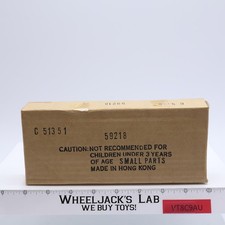 C 51351
59218
CAUTION: NOT RECOMMENDED FOR
CHILDREN UNDER 3 YEARS
OF AGE SMALL PARTS
MADE IN HONG KONG
WHEELJACK'S LAB
WE BUY TOYS!